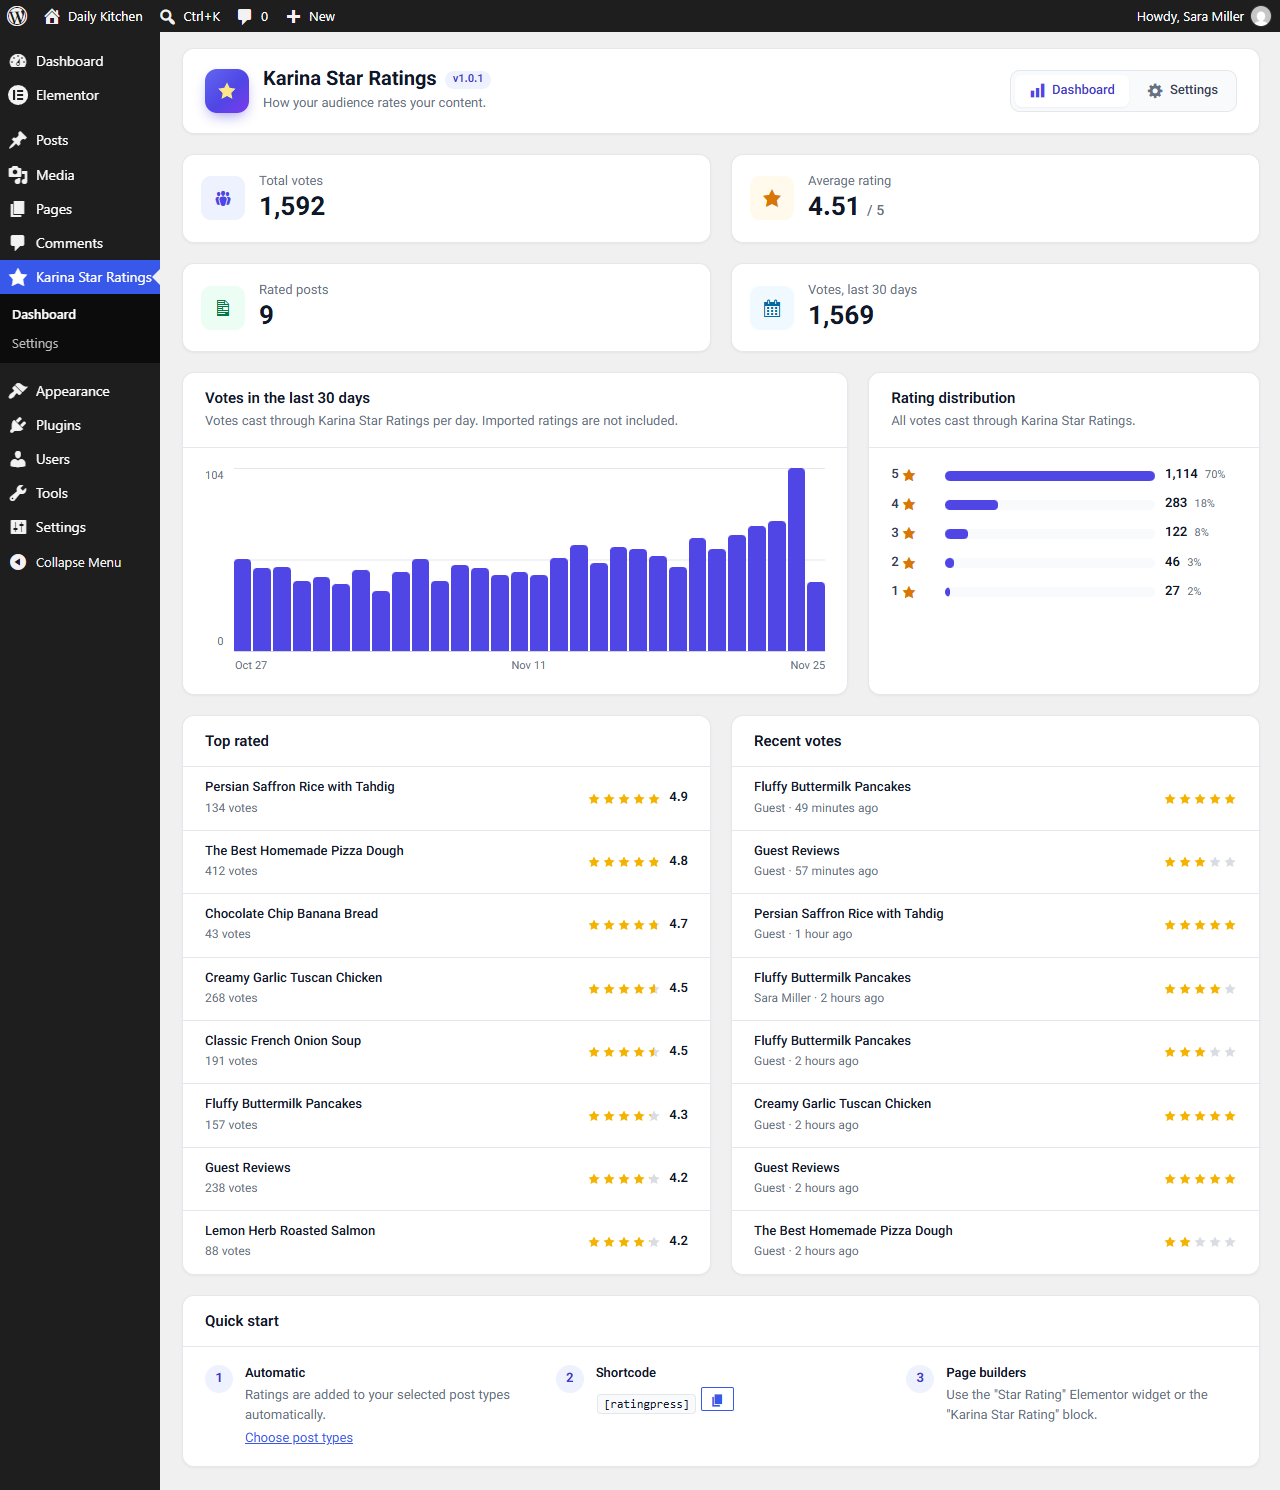 Daily Kitchen
Ctrl+K
0
New
Howdy, Sara Miller
Dashboard
Elementor
Posts
Media
Pages
Comments
Karina Star Ratings
Dashboard
Settings
Appearance
Plugins
Users
Tools
Settings
Collapse Menu
Karina Star Ratings v1.0.1
How your audience rates your content.
Dashboard
Settings
Total votes
1,592
Average rating
4.51 / 5
Rated posts
9
Votes, last 30 days
1,569
Votes in the last 30 days
Votes cast through Karina Star Ratings per day. Imported ratings are not included.
104
0
Oct 27
Nov 11
Nov 25
Rating distribution
All votes cast through Karina Star Ratings.
5 1,114 70%
4 283 18%
3 122 8%
2 46 3%
1 27 2%
Top rated
Persian Saffron Rice with Tahdig
134 votes
4.9
The Best Homemade Pizza Dough
412 votes
4.8
Chocolate Chip Banana Bread
43 votes
4.7
Creamy Garlic Tuscan Chicken
268 votes
4.5
Classic French Onion Soup
191 votes
4.5
Fluffy Buttermilk Pancakes
157 votes
4.3
Guest Reviews
238 votes
4.2
Lemon Herb Roasted Salmon
88 votes
4.2
Recent votes
Fluffy Buttermilk Pancakes
Guest · 49 minutes ago
Guest Reviews
Guest · 57 minutes ago
Persian Saffron Rice with Tahdig
Guest · 1 hour ago
Fluffy Buttermilk Pancakes
Sara Miller · 2 hours ago
Fluffy Buttermilk Pancakes
Guest · 2 hours ago
Creamy Garlic Tuscan Chicken
Guest · 2 hours ago
Guest Reviews
Guest · 2 hours ago
The Best Homemade Pizza Dough
Guest · 2 hours ago
Quick start
1
Automatic
Ratings are added to your selected post types
automatically.
Choose post types
2
Shortcode
[ratingpress]
3
Page builders
Use the "Star Rating" Elementor widget or the
"Karina Star Rating" block.